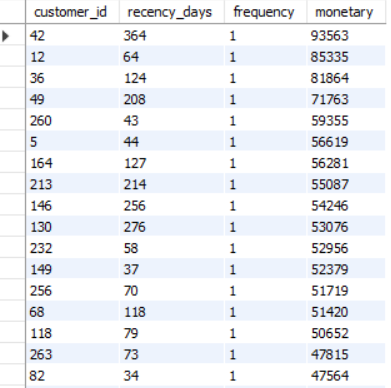 customer_id recency_days frequency monetary
42 364 1 93563
12 64 1 85335
36 124 1 81864
49 208 1 71763
260 43 1 59355
5 44 1 56619
164 127 1 56281
213 214 1 55087
146 256 1 54246
130 276 1 53076
232 58 1 52956
149 37 1 52379
256 70 1 51719
68 118 1 51420
118 79 1 50652
263 73 1 47815
82 34 1 47564